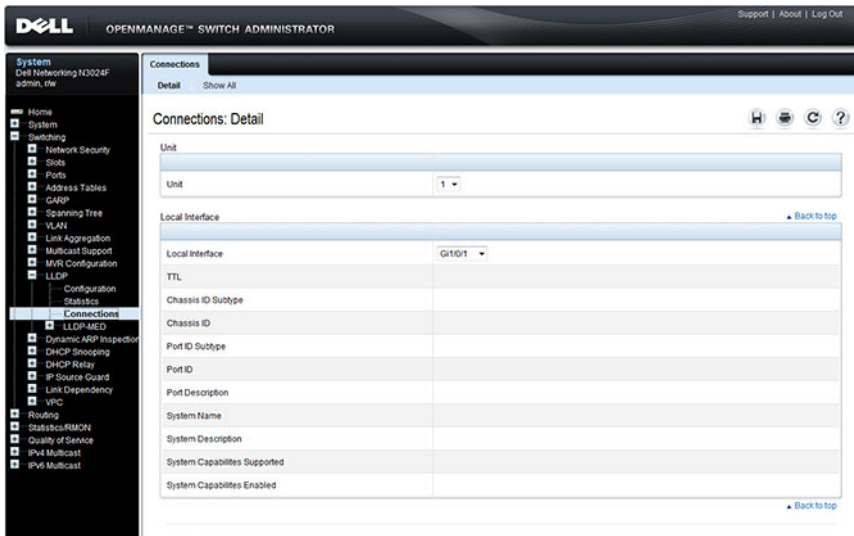 Support | About | Log Out
DELL OPENMANAGE™ SWITCH ADMINISTRATOR
System
Dell Networking N3024F
admin, r/w
Home
System
Switching
Network Security
Slots
Ports
Address Tables
GARP
Spanning Tree
VLAN
Link Aggregation
Multicast Support
MVR Configuration
LLDP
Configuration
Statistics
Connections
LLDP-MED
Dynamic ARP Inspection
DHCP Snooping
DHCP Relay
IP Source Guard
Link Dependency
VPC
Routing
Statistics/RMON
Quality of Service
IPv4 Multicast
IPv6 Multicast
Connections
Detail Show All
Connections: Detail
Unit
Unit 1
Local Interface Back to top
Local Interface Gi1/0/1
TTL
Chassis ID Subtype
Chassis ID
Port ID Subtype
Port ID
Port Description
System Name
System Description
System Capabilites Supported
System Capabilites Enabled
Back to top